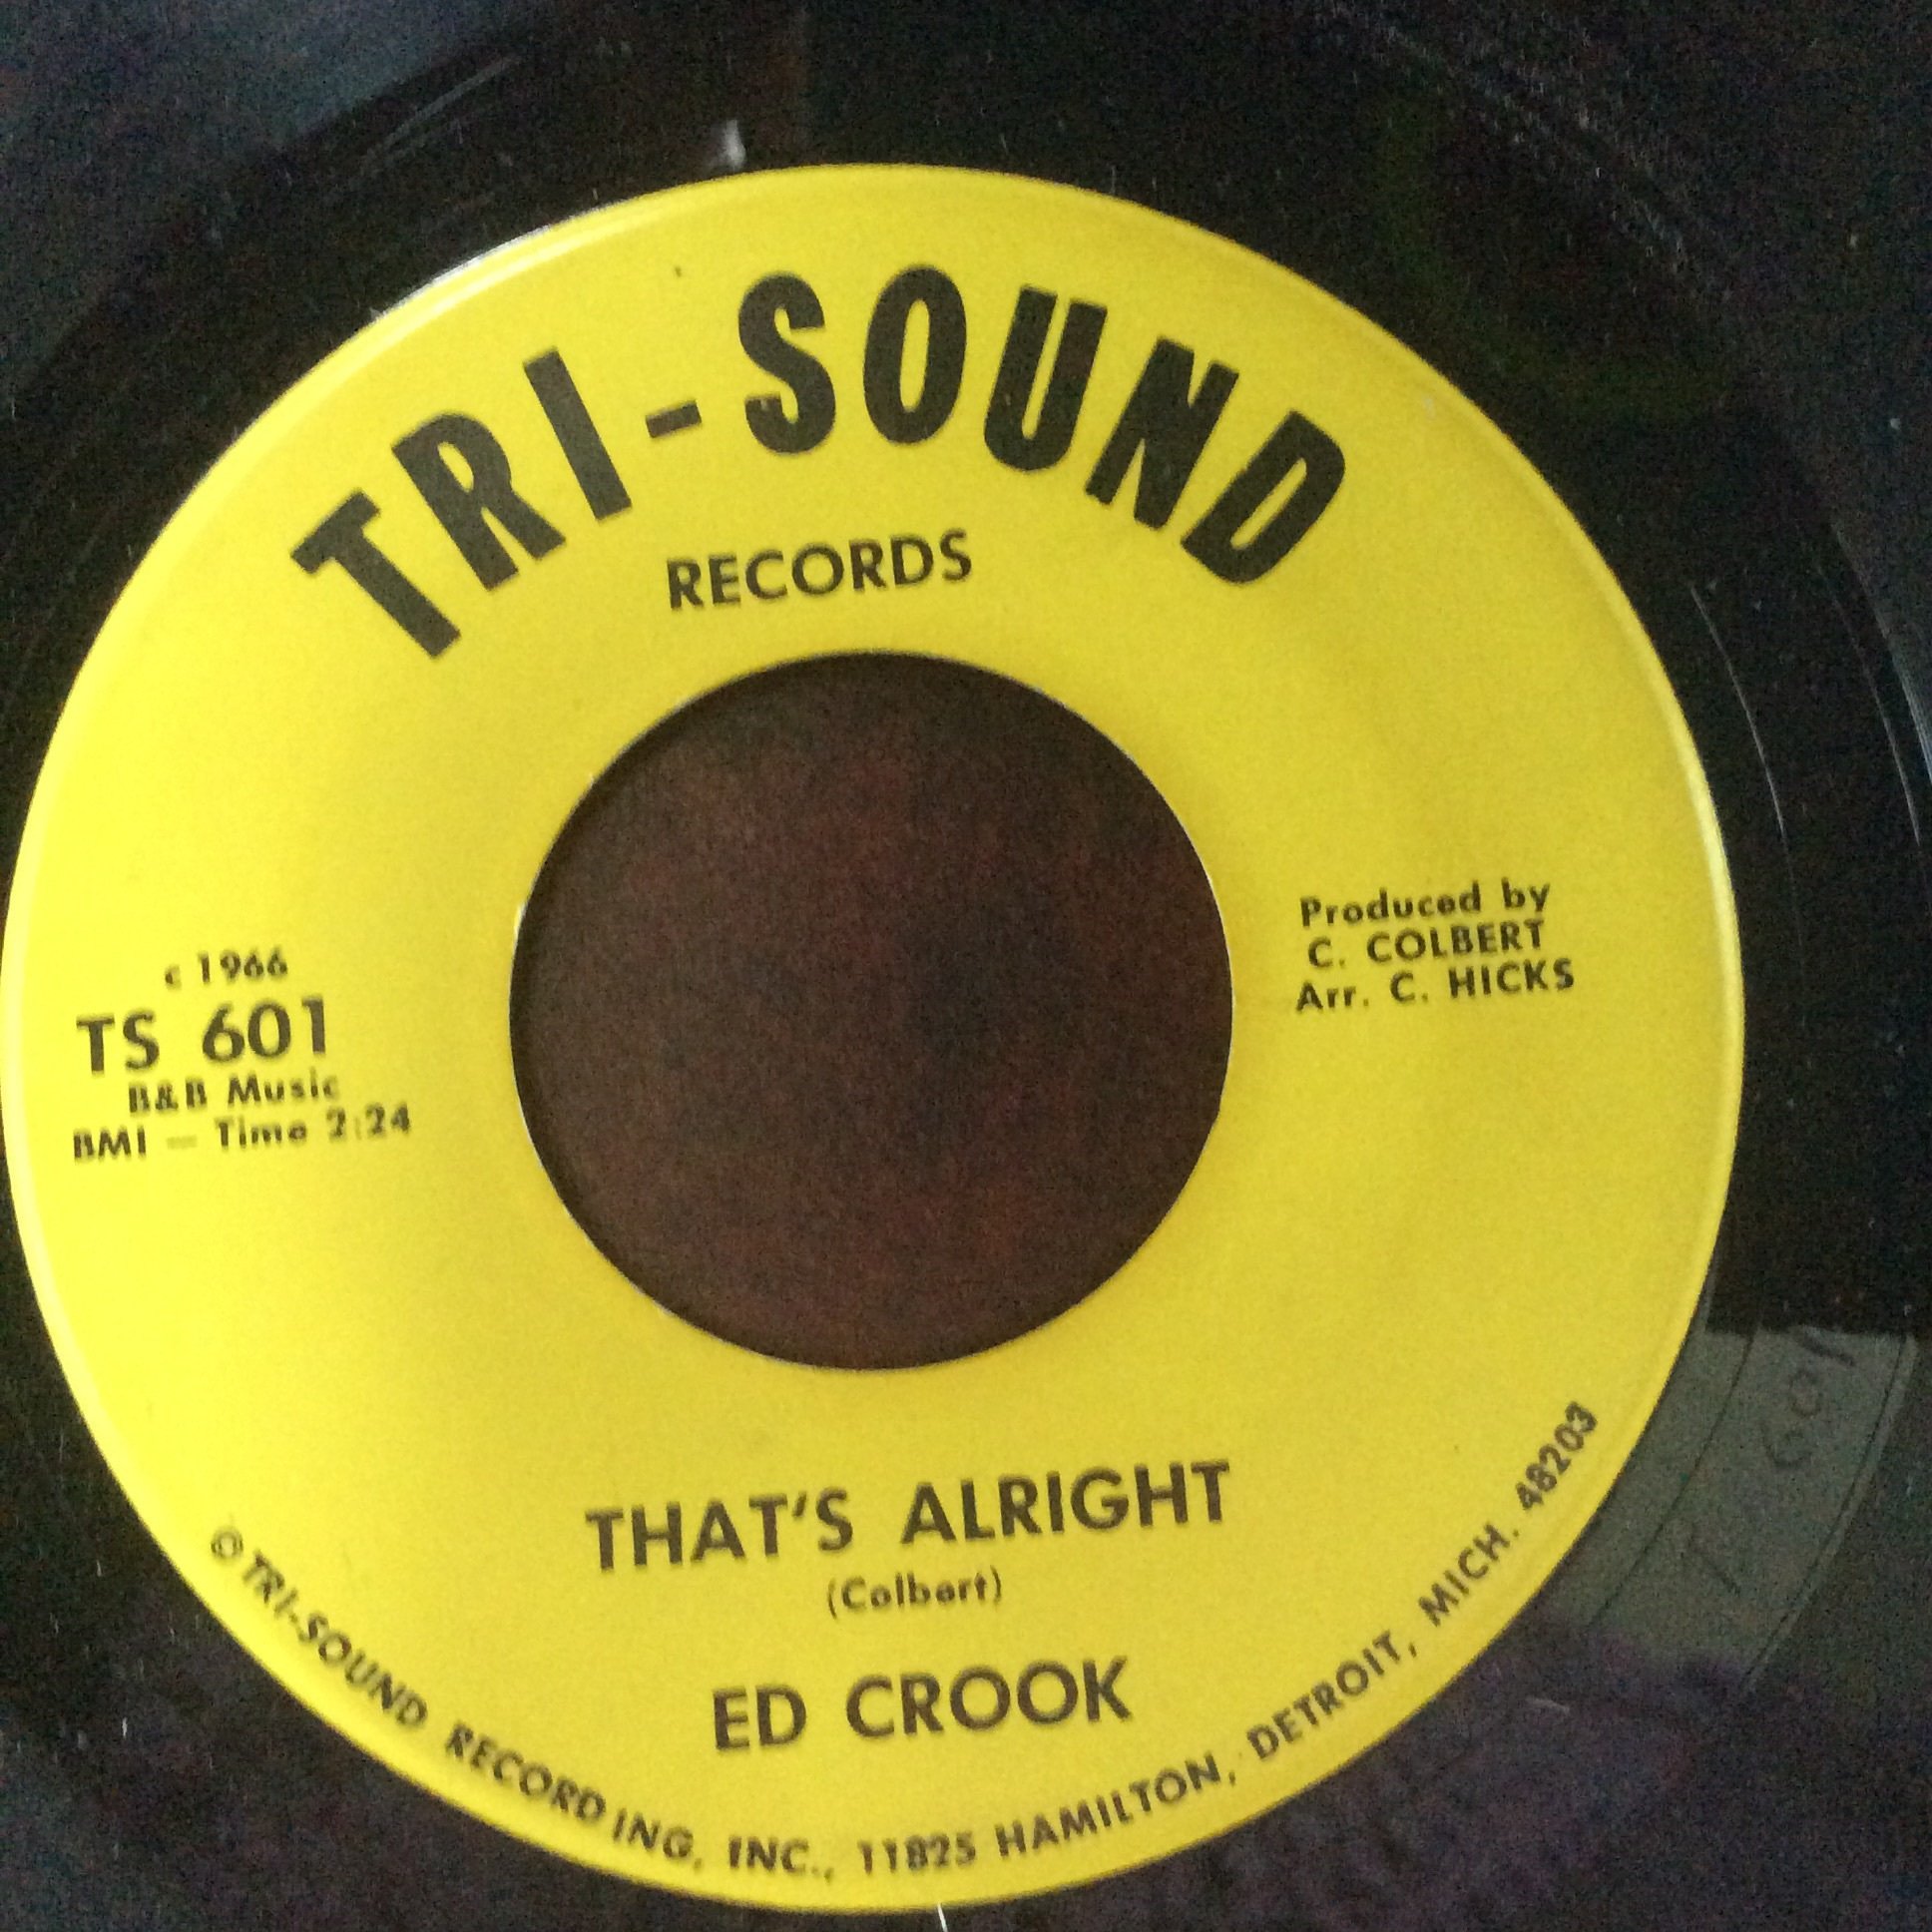 TRI-SOUND
RECORDS
c 1966
TS 601
B&B Music
BMI — Time 2:24
Produced by
C. COLBERT
Arr. C. HICKS
THAT'S ALRIGHT
(Colbert)
ED CROOK
© TRI-SOUND RECORDING, INC., 11825 HAMILTON, DETROIT, MICH. 48203